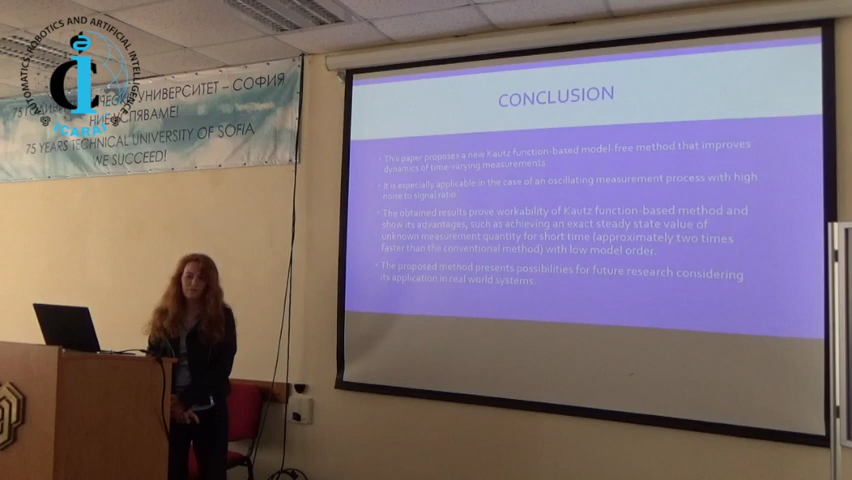 AUTOMATICS, ROBOTICS AND ARTIFICIAL INTELLIGENCE
ICARAI
УНИВЕРСИТЕТ – СОФИЯ
75 YEARS TECHNICAL UNIVERSITY OF SOFIA
WE SUCCEED!
CONCLUSION
• This paper proposes a new Kautz function-based model-free method that improves
dynamics of time-varying measurements
• It is especially applicable in the case of an oscillating measurement process with high
noise to signal ratio
• The obtained results prove workability of Kautz function-based method and
show its advantages, such as achieving an exact steady state value of
unknown measurement quantity for short time (approximately two times
faster than the conventional method) with low model order.
• The proposed method presents possibilities for future research considering
its application in real world systems.